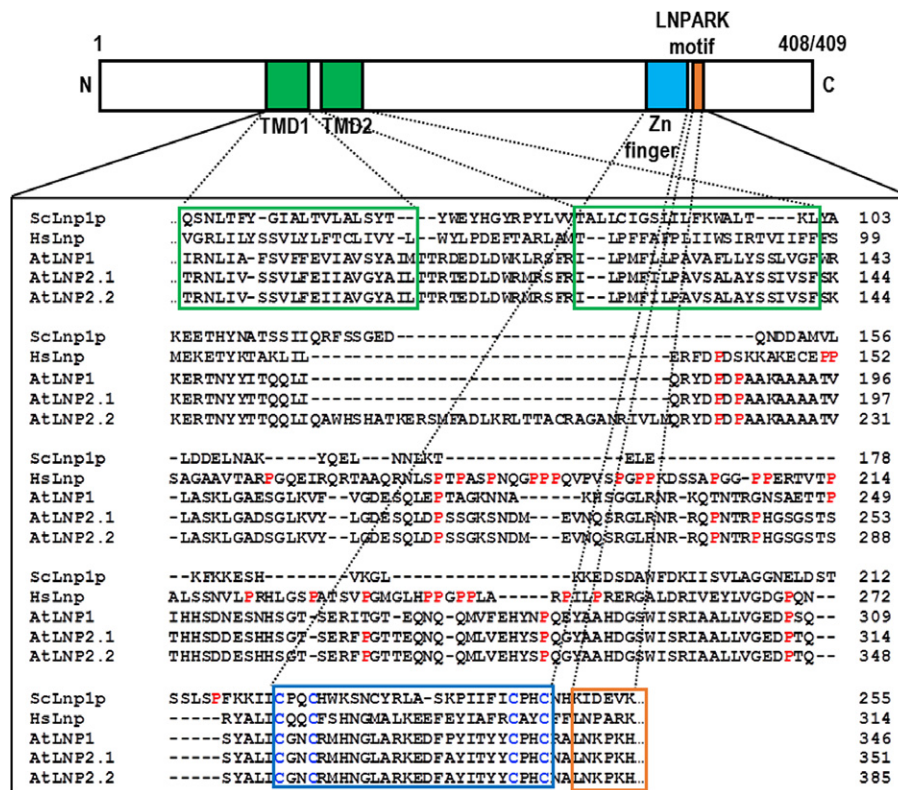 LNPARK
1 motif 408/409
N C
TMD1 TMD2 Zn
finger
ScLnp1p ..QSNLTFY-GIALTVLALSYT---YWEYHGYRPYLVVTALLCIGSLILFKWALT----KLYA 103
HsLnp ..VGRLILYSSVLYLFTCLIVY-L--WYLPDEFTARLAMT--LPFFAFPLIIWSIRTVIIFFFS 99
AtLNP1 ..IRNLIA-FSVFFEVIAVSYAIMTTRDEDLDWKLRSFRI--LPMFLLPAVAFLLYSSLVGFWR 143
AtLNP2.1 ..TRNLIV-SSVLFEIIAVGYAILTTRTEDLDWRMRSFRI--LPMFILPAVSALAYSSIVSFSK 144
AtLNP2.2 ..TRNLIV-SSVLFEIIAVGYAILTTRTEDLDWRMRSFRI--LPMFILPAVSALAYSSIVSFSK 144
ScLnp1p KEETHYNATSSIIQRFSSGED--------------------------------QNDDAMVL 156
HsLnp MEKETYKTAKLIL-------------------------------ERFDPDSKKAKECEPP 152
AtLNP1 KERTNYYITQQLI-------------------------------QRYDPDPAAKAAAATV 196
AtLNP2.1 KERTNYYTTQQLI-------------------------------QRYDPDPAAKAAAATV 197
AtLNP2.2 KERTNYYTTQQLIQAWHSHATKERSMFADLKRLTTACRAGANRIVLMQRYDPDPAAKAAAATV 231
ScLnp1p -LDDELNAK----YQEL--NNEKT----------------ELE---------------- 178
HsLnp SAGAAVTARPGQEIRQRTAAQRNLSPTPASPNQGPPPQVPVSPGPPKDSSAPGG-PPERTVTP 214
AtLNP1 -LASKLGAESGLKVF--VGDESQLEPTAGKNNA-----KHSGGLRNRKQTNTRGNSAETTP 249
AtLNP2.1 -LASKLGADSGLKVY--LGDESQLDPSSGKSNDM---EVNQSRGLRNR-RQPNTRPHGSGSTS 253
AtLNP2.2 -LASKLGADSGLKVY--LGDESQLDPSSGKSNDM---EVNQSRGLRNR-RQPNTRPHGSGSTS 288
ScLnp1p --KFKKESH-------VKGL--------------KKEDSDAWFDKIISVLAGGNELDST 212
HsLnp ALSSNVLPRHLGSPATSVPGMGLHPPGPPLA----RPILPRERGALDRIVEYLVGDGPQN-- 272
AtLNP1 IHHSDNESNHSGT-SERITGT-EQNQ-QMVFEHYNPQEYAAHDGSWISRIAALLVGEDPSQ- 309
AtLNP2.1 THHSDDESHHSGT-SERFPGTTEQNQ-QMLVEHYSPQGYAAHDGSWISRIAALLVGEDPTQ- 314
AtLNP2.2 THHSDDESHHSGT-SERFPGTTEQNQ-QMLVEHYSPQGYAAHDGSWISRIAALLVGEDPTQ-- 348
ScLnp1p SSLSPFKKIICPQCHWKSNCYRLA-SKPIIFICPHCNHKIDEVK.. 255
HsLnp -----RYALICQQCFSHNGMALKEEFEYIAFRCAYCFFLNPARK.. 314
AtLNP1 -----SYALICGNCRMHNGLARKEDFAYITYYCPHCRALNKPKH.. 346
AtLNP2.1 -----SYALICGNCRMHNGLARKEDFAYITYYCPHCNALNKPKH.. 351
AtLNP2.2 -----SYALICGNCRMHNGLARKEDFAYITYYCPHCNALNKPKH.. 385